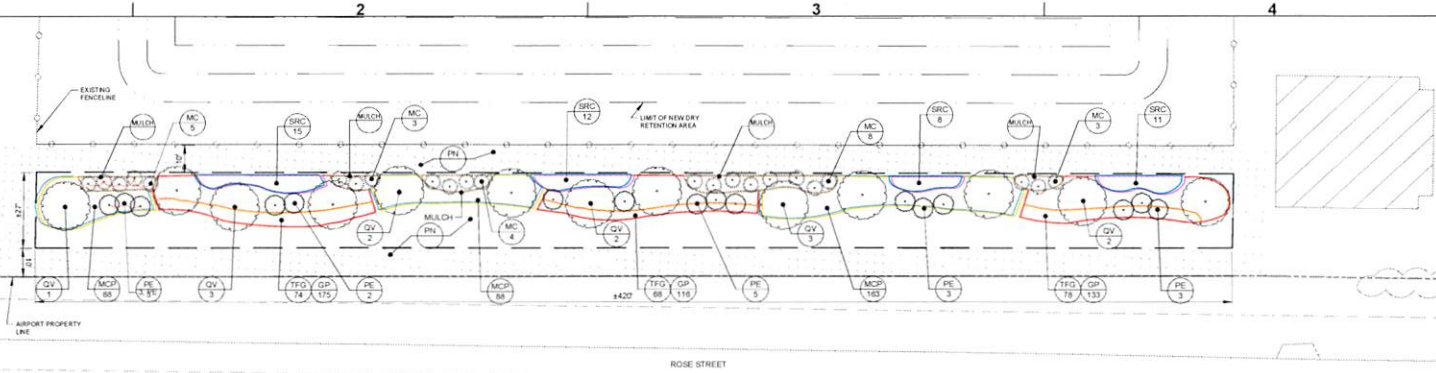 2
3
4
EXISTING
FENCELINE
MULCH
MC
5
SRC
15
MULCH
MC
3
PN
SRC
12
LIMIT OF NEW DRY
RETENTION AREA
MULCH
MC
8
SRC
8
MULCH
MC
3
SRC
11
10'
±27'
10'
QV
2
MULCH
PN
MC
4
QV
2
QV
3
QV
2
QV
1
MCP
88
PE
QV
3
TFG
74
GP
175
PE
2
MCP
88
TFG
68
GP
116
PE
5
MCP
163
PE
3
TFG
78
GP
133
PE
3
±420'
AIRPORT PROPERTY
LINE
ROSE STREET